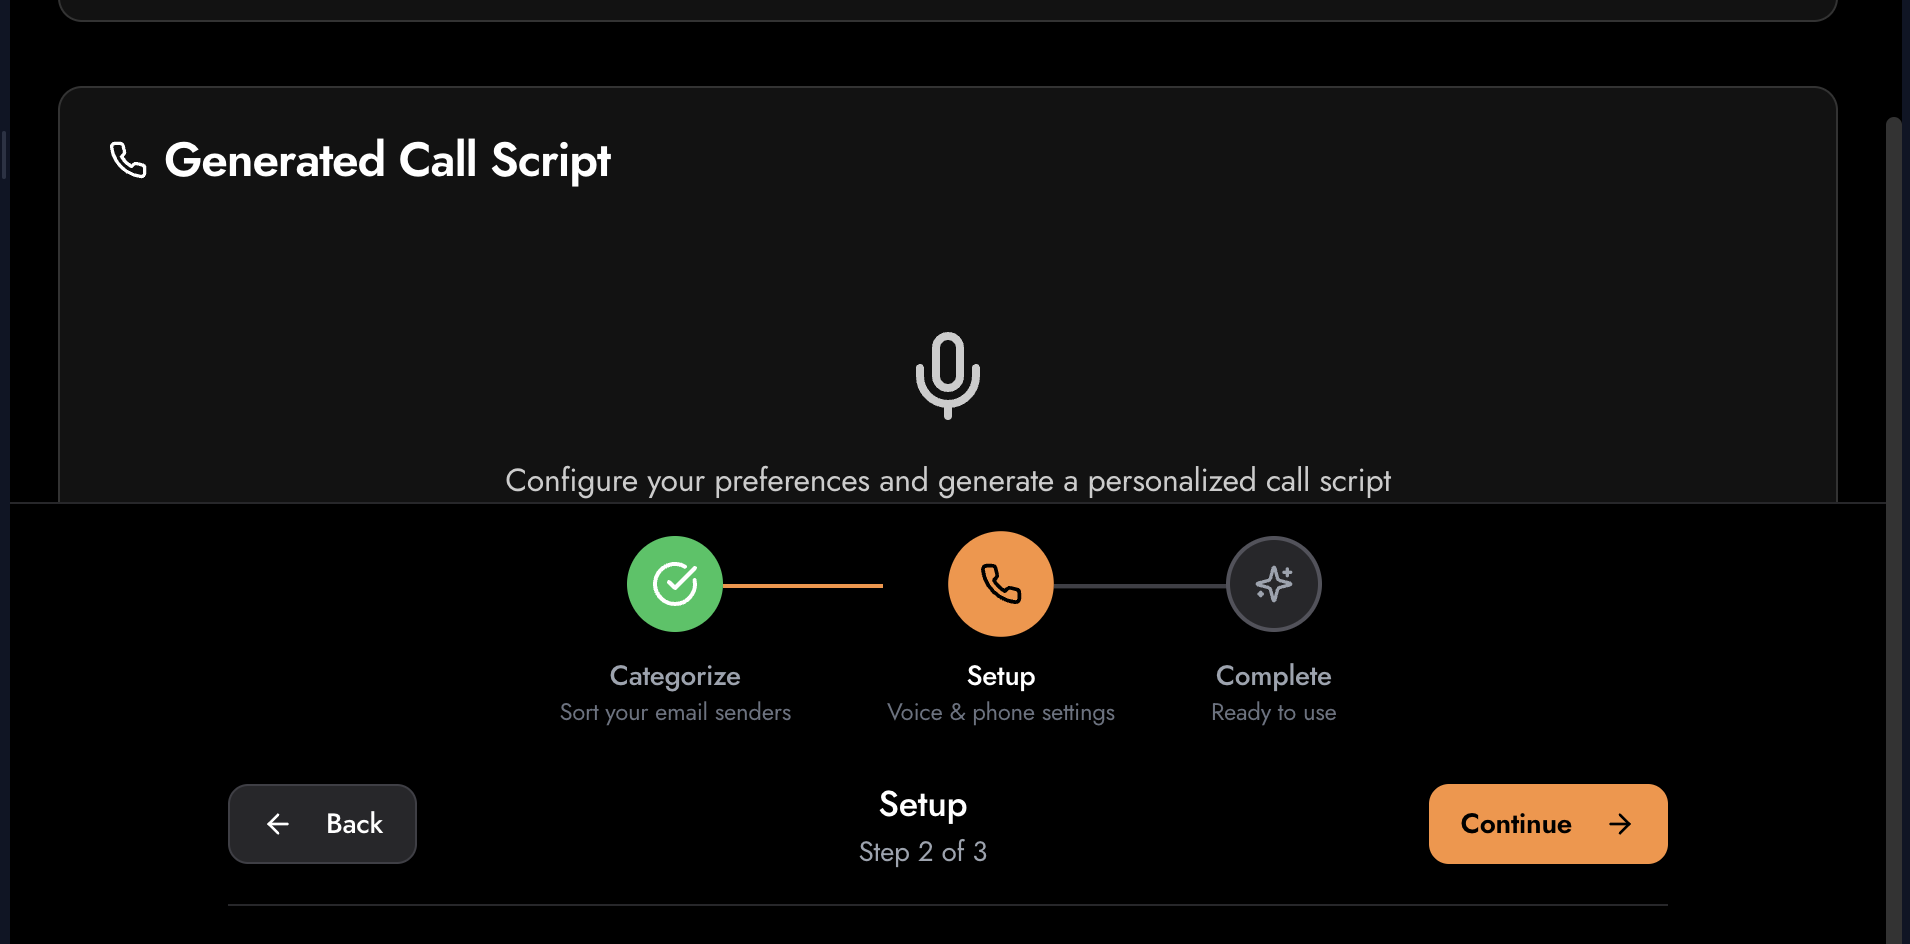 Generated Call Script
Configure your preferences and generate a personalized call script
Categorize
Sort your email senders
Setup
Voice & phone settings
Complete
Ready to use
Back
Setup
Step 2 of 3
Continue